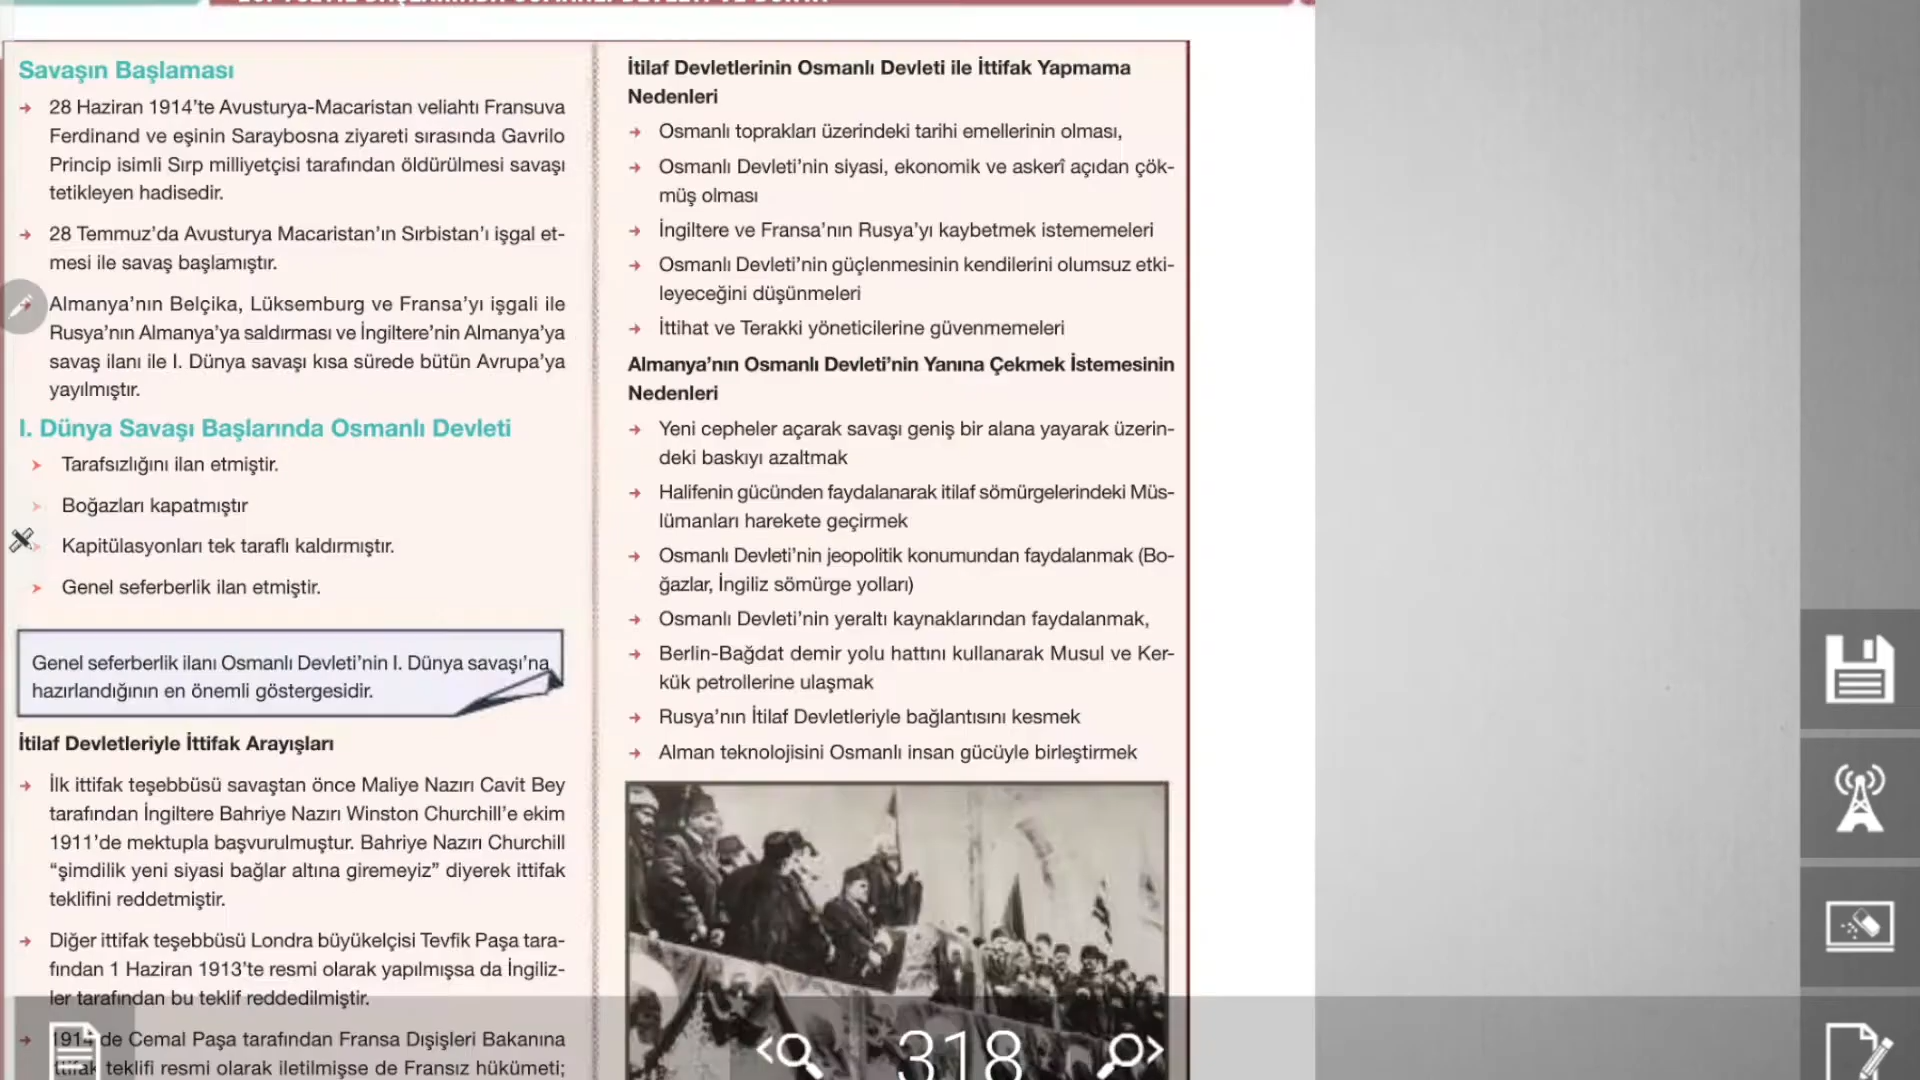 Savaşın Başlaması
28 Haziran 1914’te Avusturya-Macaristan veliahtı Fransuva
Ferdinand ve eşinin Saraybosna ziyareti sırasında Gavrilo
Princip isimli Sırp milliyetçisi tarafından öldürülmesi savaşı
tetikleyen hadisedir.
28 Temmuz’da Avusturya Macaristan’ın Sırbistan’ı işgal et-
mesi ile savaş başlamıştır.
Almanya’nın Belçika, Lüksemburg ve Fransa’yı işgali ile
Rusya’nın Almanya’ya saldırması ve İngiltere’nin Almanya’ya
savaş ilanı ile I. Dünya savaşı kısa sürede bütün Avrupa’ya
yayılmıştır.
I. Dünya Savaşı Başlarında Osmanlı Devleti
Tarafsızlığını ilan etmiştir.
Boğazları kapatmıştır
Kapitülasyonları tek taraflı kaldırmıştır.
Genel seferberlik ilan etmiştir.
Genel seferberlik ilanı Osmanlı Devleti’nin I. Dünya savaşı’na
hazırlandığının en önemli göstergesidir.
İtilaf Devletleriyle İttifak Arayışları
İlk ittifak teşebbüsü savaştan önce Maliye Nazırı Cavit Bey
tarafından İngiltere Bahriye Nazırı Winston Churchill’e ekim
1911’de mektupla başvurulmuştur. Bahriye Nazırı Churchill
“şimdilik yeni siyasi bağlar altına giremeyiz” diyerek ittifak
teklifini reddetmiştir.
Diğer ittifak teşebbüsü Londra büyükelçisi Tevfik Paşa tara-
fından 1 Haziran 1913’te resmi olarak yapılmışsa da İngiliz-
ler tarafından bu teklif reddedilmiştir.
1914’de Cemal Paşa tarafından Fransa Dışişleri Bakanına
ittifak teklifi resmi olarak iletilmişse de Fransız hükümeti;
İtilaf Devletlerinin Osmanlı Devleti ile İttifak Yapmama
Nedenleri
Osmanlı toprakları üzerindeki tarihi emellerinin olması,
Osmanlı Devleti’nin siyasi, ekonomik ve askerî açıdan çök-
müş olması
İngiltere ve Fransa’nın Rusya’yı kaybetmek istememeleri
Osmanlı Devleti’nin güçlenmesinin kendilerini olumsuz etki-
leyeceğini düşünmeleri
İttihat ve Terakki yöneticilerine güvenmemeleri
Almanya’nın Osmanlı Devleti’nin Yanına Çekmek İstemesinin
Nedenleri
Yeni cepheler açarak savaşı geniş bir alana yayarak üzerin-
deki baskıyı azaltmak
Halifenin gücünden faydalanarak itilaf sömürgelerindeki Müs-
lümanları harekete geçirmek
Osmanlı Devleti’nin jeopolitik konumundan faydalanmak (Bo-
ğazlar, İngiliz sömürge yolları)
Osmanlı Devleti’nin yeraltı kaynaklarından faydalanmak,
Berlin-Bağdat demir yolu hattını kullanarak Musul ve Ker-
kük petrollerine ulaşmak
Rusya’nın İtilaf Devletleriyle bağlantısını kesmek
Alman teknolojisini Osmanlı insan gücüyle birleştirmek
318